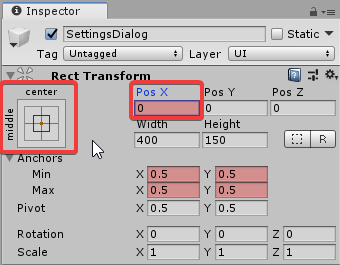 Inspector
SettingsDialog Static
Tag Untagged Layer UI
Rect Transform
center Pos X Pos Y Pos Z
middle 0 0 0
Width Height
400 150 R
Anchors
Min X 0.5 Y 0.5
Max X 0.5 Y 0.5
Pivot X 0.5 Y 0.5
Rotation X 0 Y 0 Z 0
Scale X 1 Y 1 Z 1